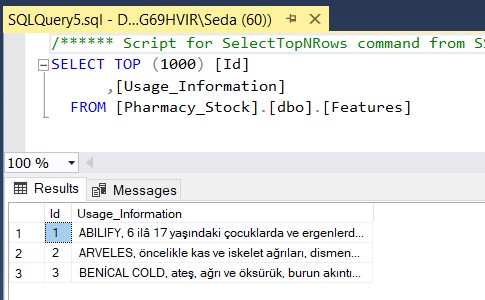 SQLQuery5.sql - D...G69HVIR\Seda (60))
/****** Script for SelectTopNRows command from SS
SELECT TOP (1000) [Id]
,[Usage_Information]
FROM [Pharmacy_Stock].[dbo].[Features]
100 %
Results Messages
Id Usage_Information
1 1 ABILIFY, 6 ilâ 17 yaşındaki çocuklarda ve ergenlerd...
2 2 ARVELES, öncelikle kas ve iskelet ağrıları, dismen...
3 3 BENİCAL COLD, ateş, ağrı ve öksürük, burun akıntı...